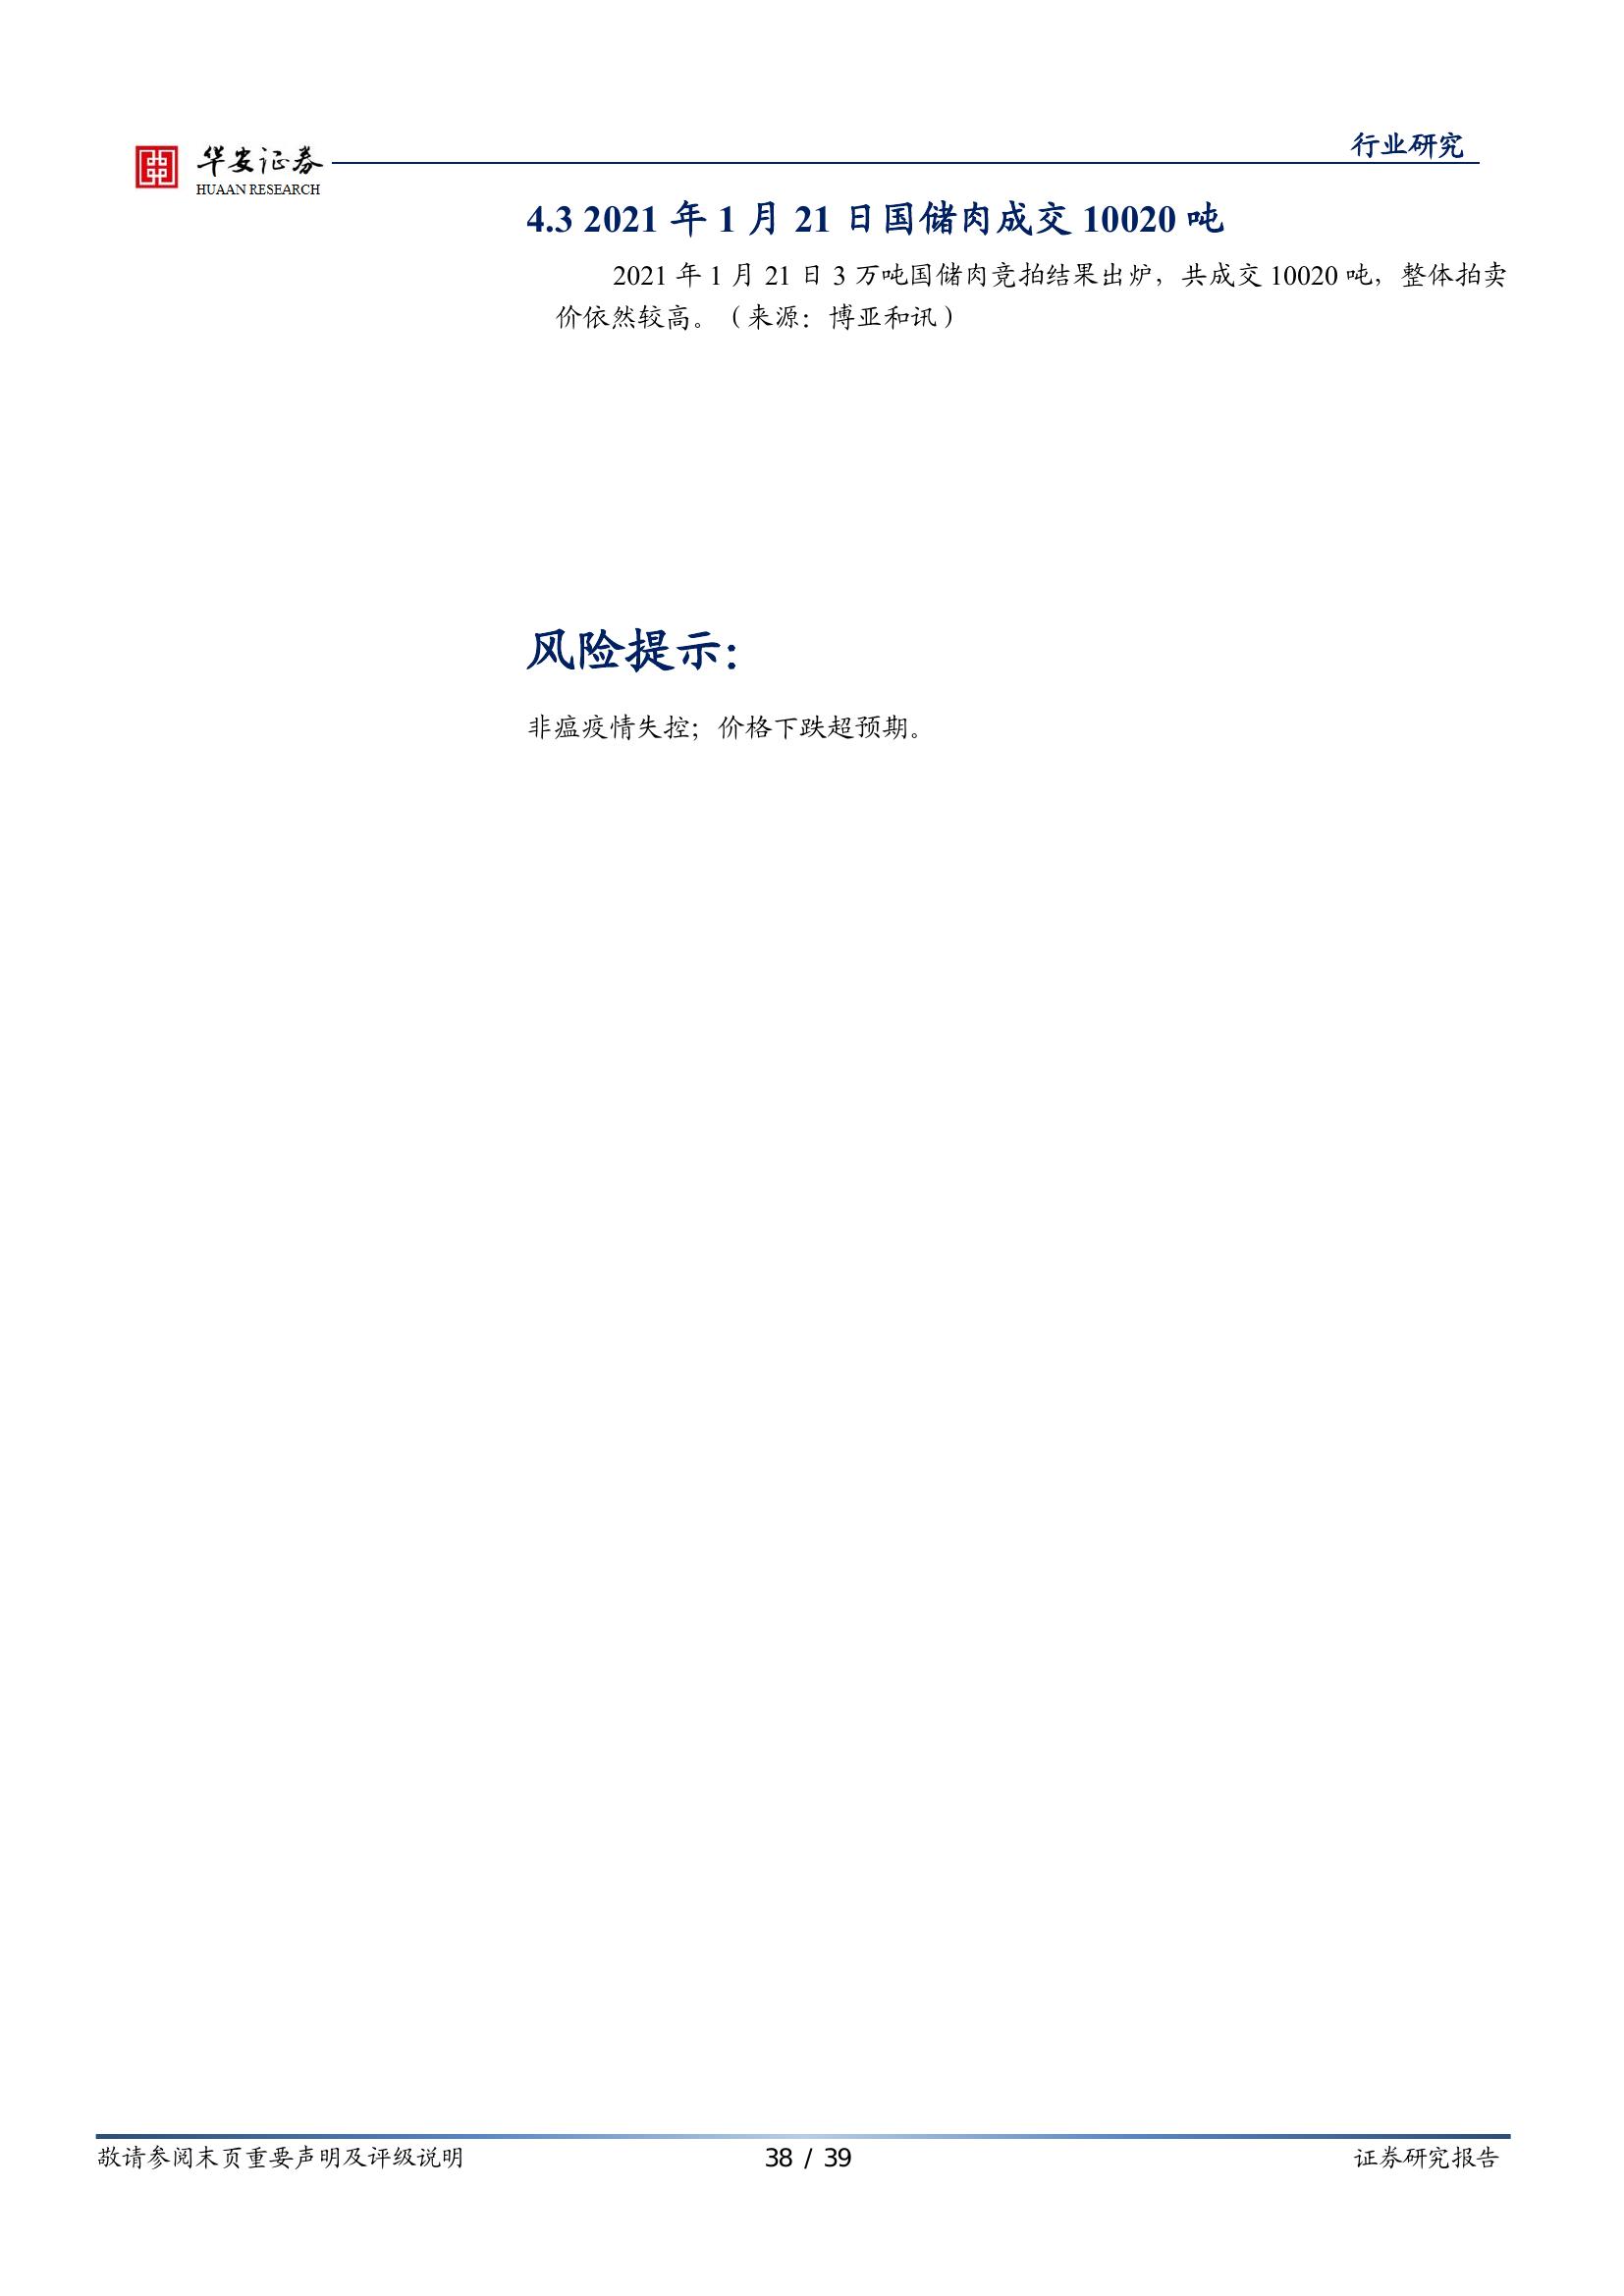 华安证券
HUAAN RESEARCH
行业研究
4.3 2021 年 1 月 21 日国储肉成交 10020 吨
2021 年 1 月 21 日 3 万吨国储肉竞拍结果出炉，共成交 10020 吨，整体拍卖
价依然较高。（来源：博亚和讯）
风险提示：
非瘟疫情失控；价格下跌超预期。
敬请参阅末页重要声明及评级说明
38 / 39
证券研究报告